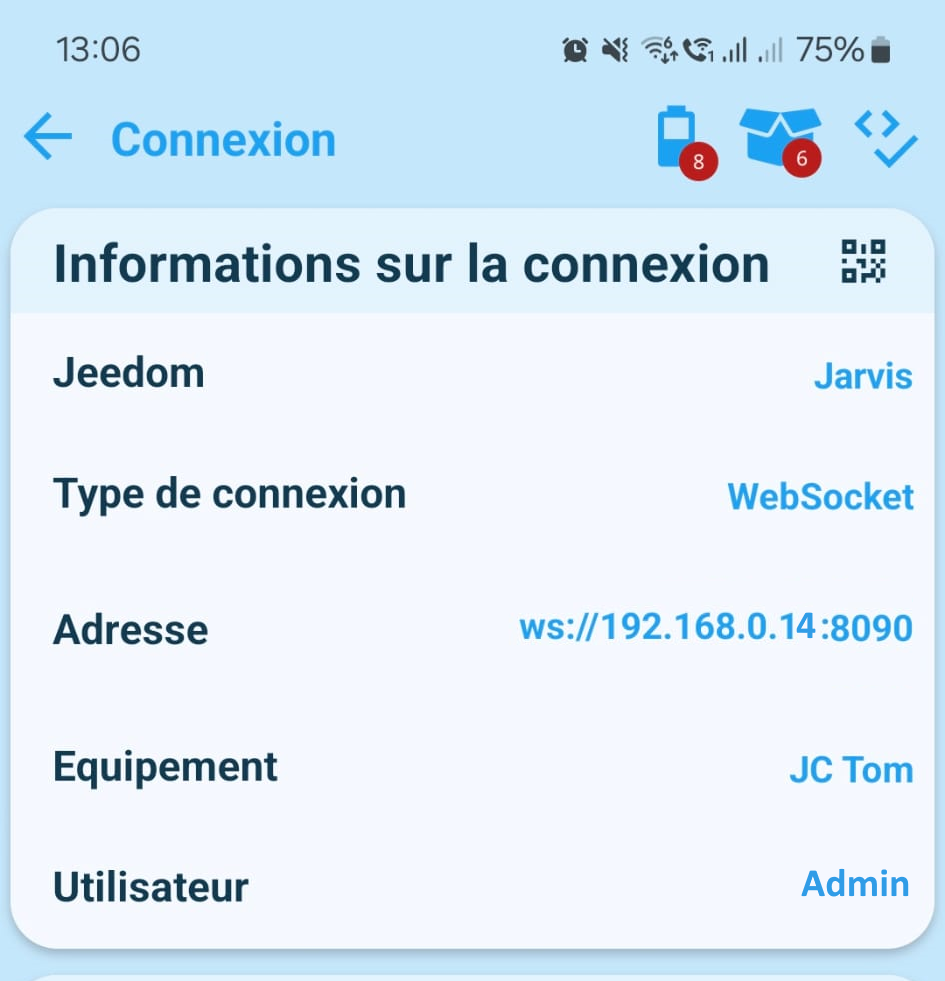 13:06 75%
Connexion 8 6
Informations sur la connexion
Jeedom Jarvis
Type de connexion WebSocket
Adresse ws://192.168.0.14:8090
Equipement JC Tom
Utilisateur Admin